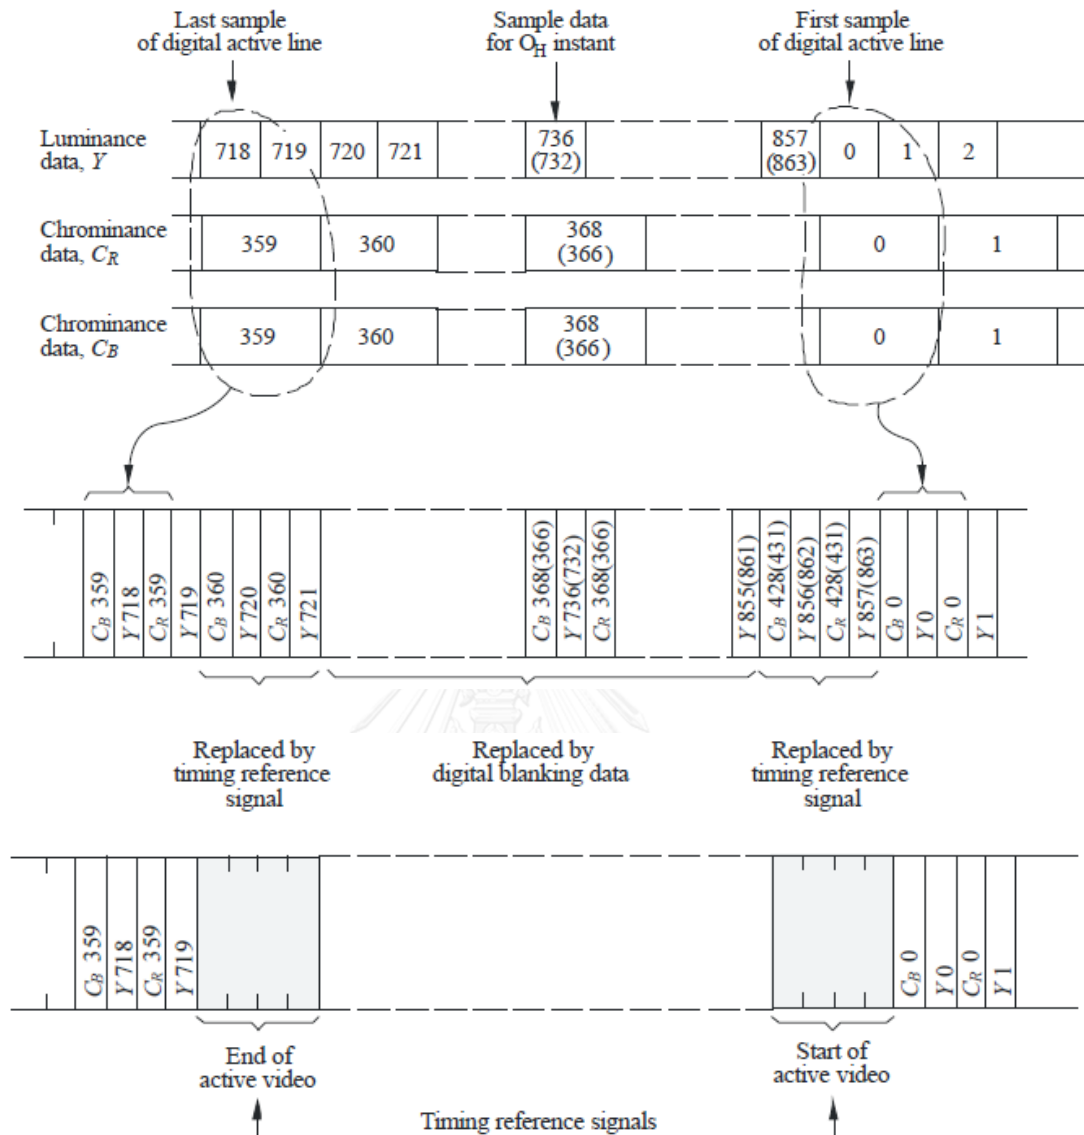 Last sample
of digital active line
Sample data
for O_H instant
First sample
of digital active line
Luminance
data, Y
718 719 720 721
736
(732)
857
(863)
0 1 2
Chrominance
data, C_R
359 360
368
(366)
0 1
Chrominance
data, C_B
359 360
368
(366)
0 1
C_B 359
Y 718
C_R 359
Y 719
C_B 360
Y 720
C_R 360
Y 721
C_B 368(366)
Y 736(732)
C_R 368(366)
Y 855(861)
C_B 428(431)
Y 856(862)
C_R 428(431)
Y 857(863)
C_B 0
Y 0
C_R 0
Y 1
Replaced by
timing reference
signal
Replaced by
digital blanking data
Replaced by
timing reference
signal
C_B 359
Y 718
C_R 359
Y 719
C_B 0
Y 0
C_R 0
Y 1
End of
active video
Start of
active video
Timing reference signals